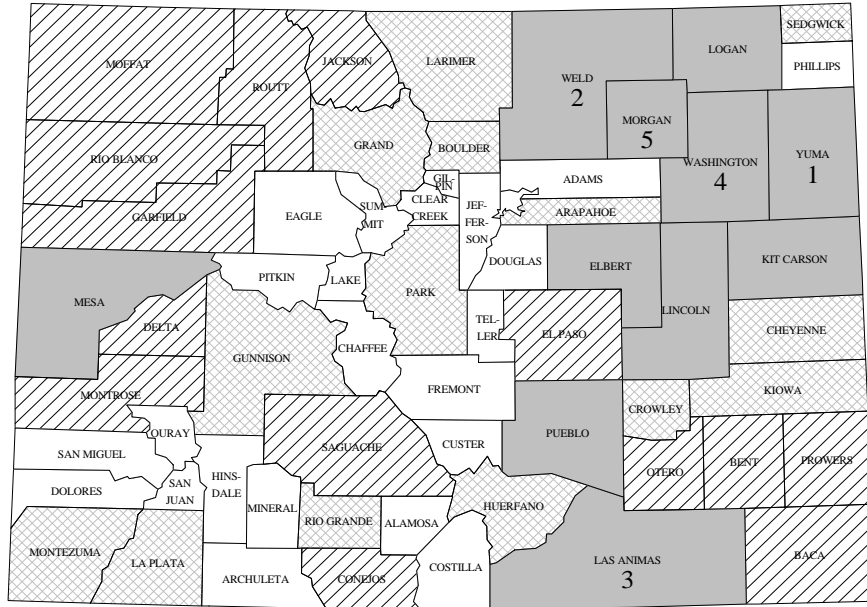 SEDGWICK
LOGAN
MOFFAT
JACKSON
LARIMER
PHILLIPS
WELD
2
ROUTT
MORGAN
5
GRAND
BOULDER
RIO BLANCO
WASHINGTON
4
YUMA
1
GIL-
PIN
ADAMS
CLEAR
CREEK
SUM-
MIT
JEF-
FER-
SON
ARAPAHOE
GARFIELD
EAGLE
DOUGLAS
ELBERT
KIT CARSON
PITKIN
LAKE
PARK
MESA
LINCOLN
DELTA
TEL-
LER
EL PASO
CHEYENNE
GUNNISON
CHAFFEE
FREMONT
KIOWA
MONTROSE
CROWLEY
OURAY
PUEBLO
SAGUACHE
CUSTER
SAN MIGUEL
OTERO
BENT
PROWERS
HINS-
DALE
SAN
JUAN
DOLORES
MINERAL
HUERFANO
RIO GRANDE
ALAMOSA
MONTEZUMA
LA PLATA
LAS ANIMAS
3
BACA
ARCHULETA
CONEJOS
COSTILLA